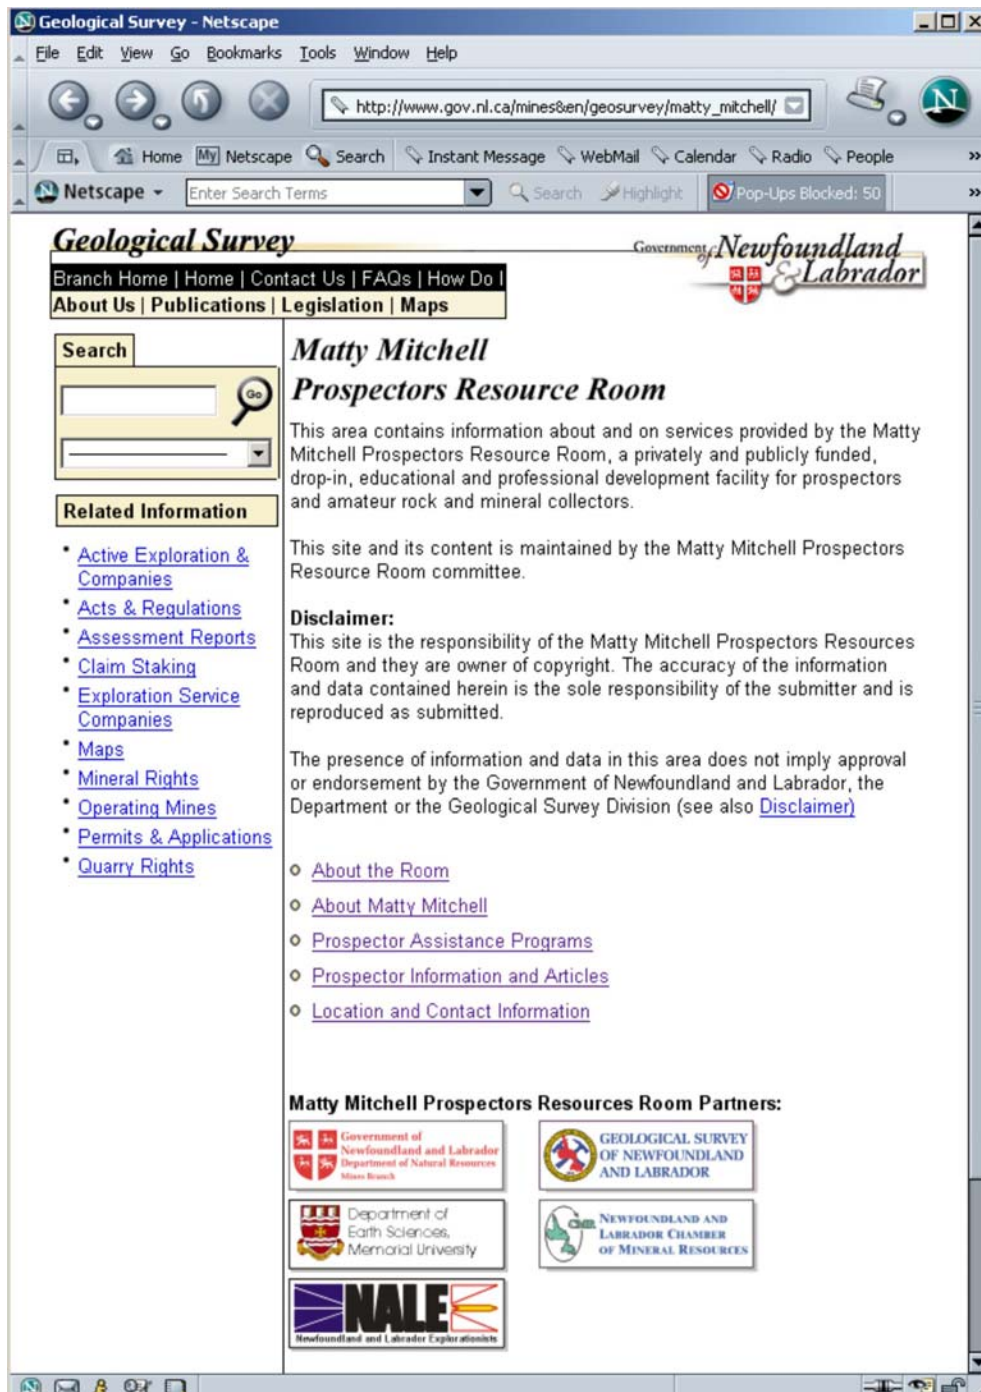 Geological Survey - Netscape
File Edit View Go Bookmarks Tools Window Help
http://www.gov.nl.ca/mines&en/geosurvey/matty_mitchell/
N
Home My Netscape Search Instant Message WebMail Calendar Radio People »
Netscape Enter Search Terms Search Highlight Pop-Ups Blocked: 50 »
Geological Survey
Government of Newfoundland & Labrador
Branch Home | Home | Contact Us | FAQs | How Do I
About Us | Publications | Legislation | Maps
Search
Go
Related Information
Active Exploration &
Companies
Acts & Regulations
Assessment Reports
Claim Staking
Exploration Service
Companies
Maps
Mineral Rights
Operating Mines
Permits & Applications
Quarry Rights
Matty Mitchell
Prospectors Resource Room
This area contains information about and on services provided by the Matty
Mitchell Prospectors Resource Room, a privately and publicly funded,
drop-in, educational and professional development facility for prospectors
and amateur rock and mineral collectors.
This site and its content is maintained by the Matty Mitchell Prospectors
Resource Room committee.
Disclaimer:
This site is the responsibility of the Matty Mitchell Prospectors Resources
Room and they are owner of copyright. The accuracy of the information
and data contained herein is the sole responsibility of the submitter and is
reproduced as submitted.
The presence of information and data in this area does not imply approval
or endorsement by the Government of Newfoundland and Labrador, the
Department or the Geological Survey Division (see also Disclaimer)
About the Room
About Matty Mitchell
Prospector Assistance Programs
Prospector Information and Articles
Location and Contact Information
Matty Mitchell Prospectors Resources Room Partners:
Government of
Newfoundland and Labrador
Department of Natural Resources
Mines Branch
GEOLOGICAL SURVEY
OF NEWFOUNDLAND
AND LABRADOR
Department of
Earth Sciences,
Memorial University
NEWFOUNDLAND AND
LABRADOR CHAMBER
OF MINERAL RESOURCES
NALE
Newfoundland and Labrador Explorationists